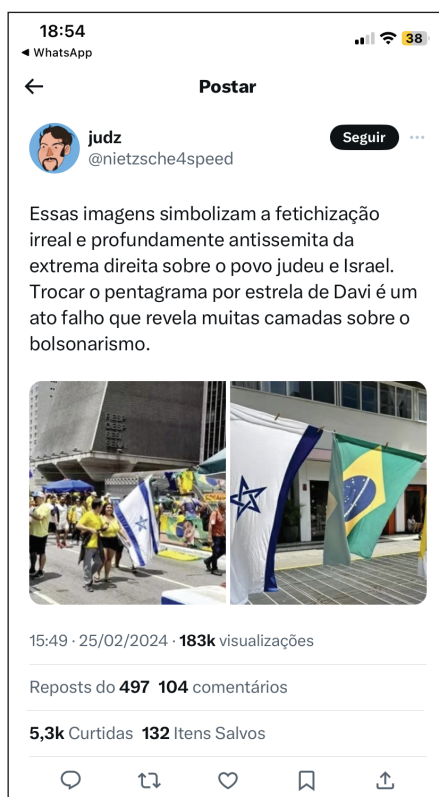 18:54
38
◀ WhatsApp
Postar
judz
@nietzsche4speed
Seguir
Essas imagens simbolizam a fetichização
irreal e profundamente antissemita da
extrema direita sobre o povo judeu e Israel.
Trocar o pentagrama por estrela de Davi é um
ato falho que revela muitas camadas sobre o
bolsonarismo.
FIESP
SESI
15:49 · 25/02/2024 · 183k visualizações
Reposts do 497 104 comentários
5,3k Curtidas 132 Itens Salvos